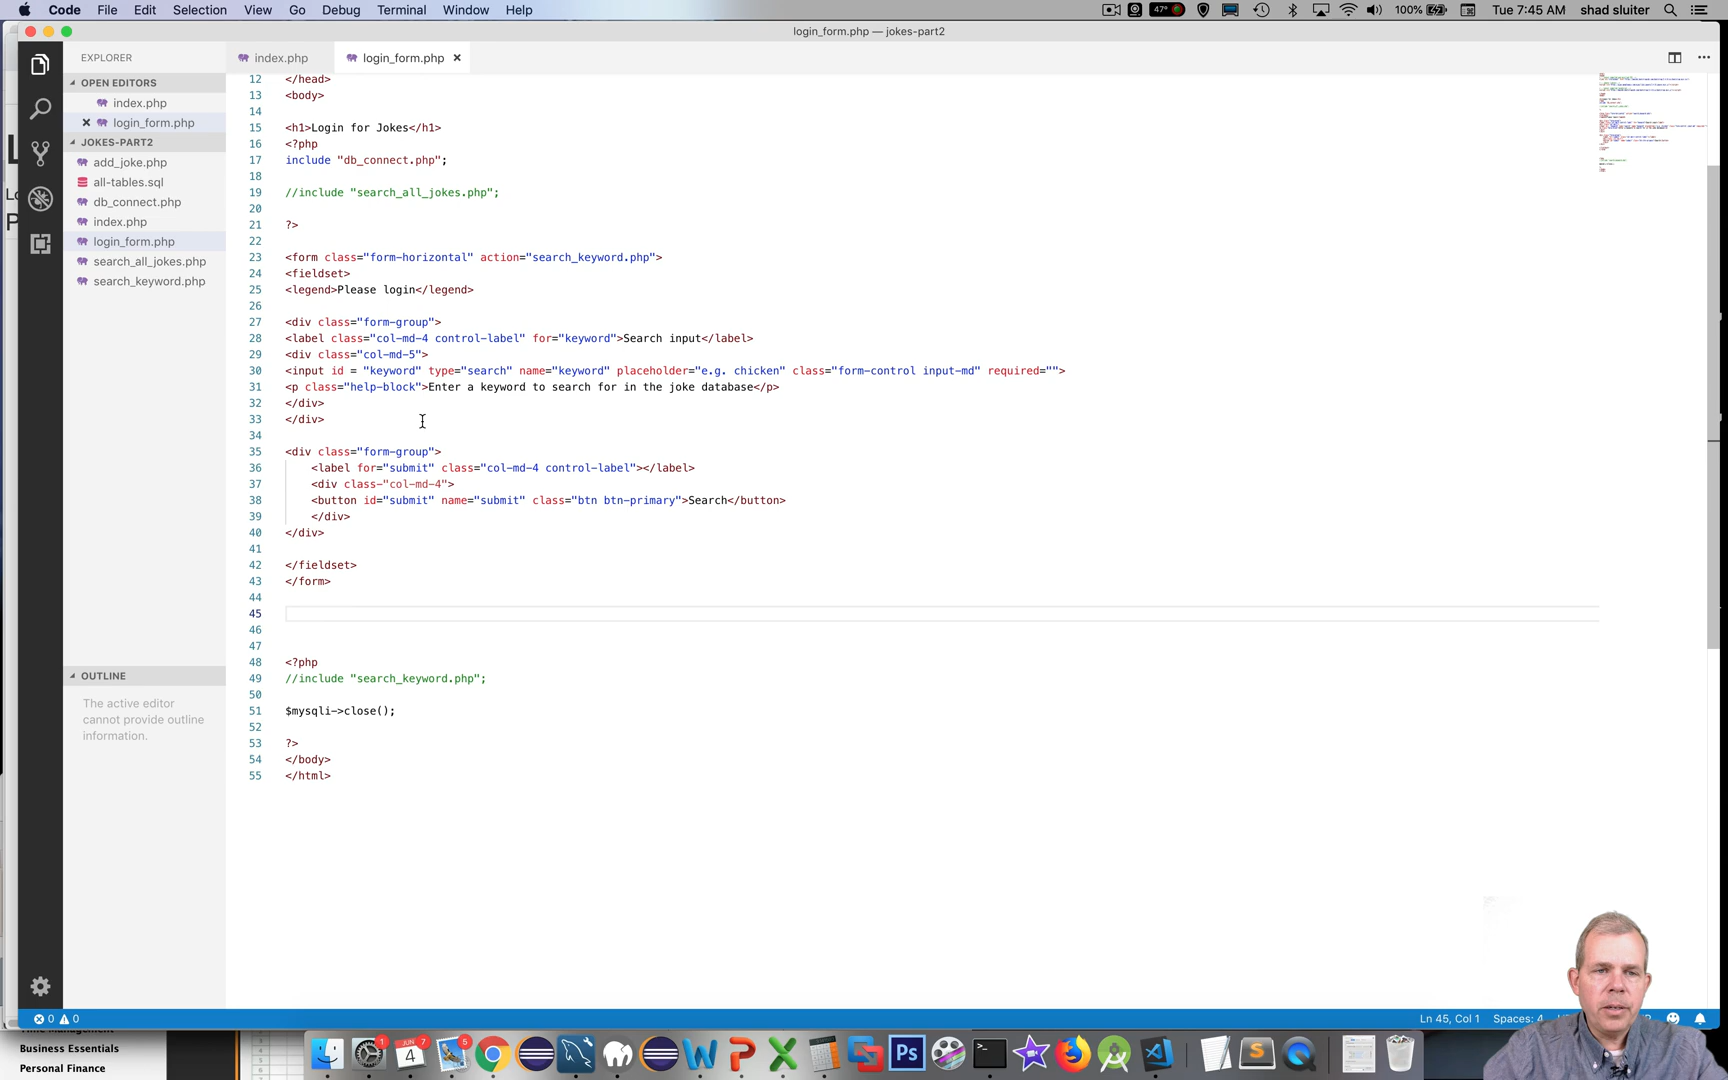 Code File Edit Selection View Go Debug Terminal Window Help 47° 100% Tue 7:45 AM shad sluiter
login_form.php — jokes-part2
EXPLORER
OPEN EDITORS
index.php
login_form.php
JOKES-PART2
add_joke.php
all-tables.sql
db_connect.php
index.php
login_form.php
search_all_jokes.php
search_keyword.php
OUTLINE
The active editor
cannot provide outline
information.
index.php login_form.php
12 </head>
13 <body>
14
15 <h1>Login for Jokes</h1>
16 <?php
17 include "db_connect.php";
18
19 //include "search_all_jokes.php";
20
21 ?>
22
23 <form class="form-horizontal" action="search_keyword.php">
24 <fieldset>
25 <legend>Please login</legend>
26
27 <div class="form-group">
28 <label class="col-md-4 control-label" for="keyword">Search input</label>
29 <div class="col-md-5">
30 <input id = "keyword" type="search" name="keyword" placeholder="e.g. chicken" class="form-control input-md" required="">
31 <p class="help-block">Enter a keyword to search for in the joke database</p>
32 </div>
33 </div>
34
35 <div class="form-group">
36 <label for="submit" class="col-md-4 control-label"></label>
37 <div class-"col-md-4">
38 <button id="submit" name="submit" class="btn btn-primary">Search</button>
39 </div>
40 </div>
41
42 </fieldset>
43 </form>
44
45
46
47
48 <?php
49 //include "search_keyword.php";
50
51 $mysqli->close();
52
53 ?>
54 </body>
55 </html>
0 0 Ln 45, Col 1 Spaces: 4
Business Essentials
Personal Finance